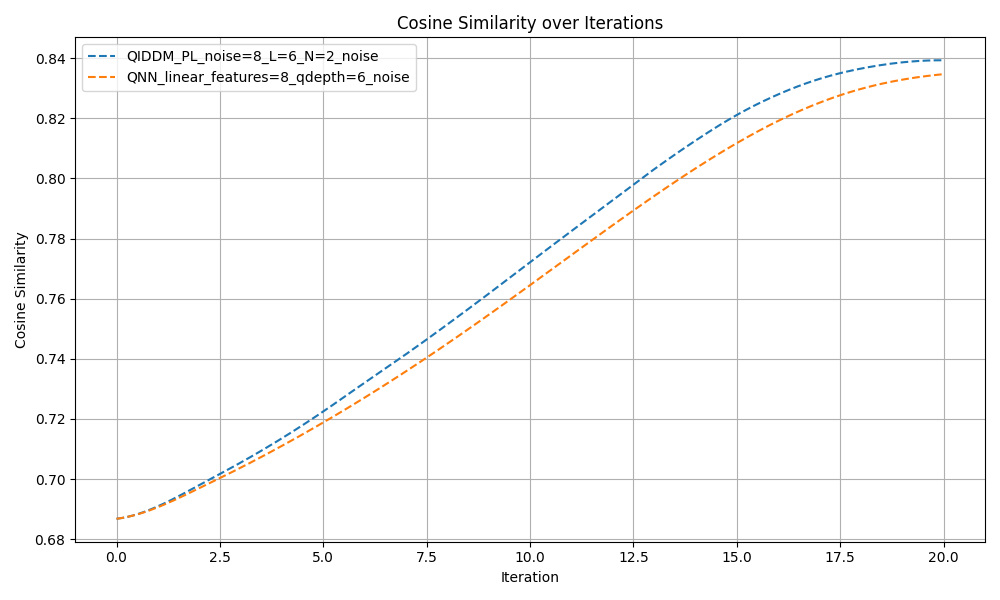 Cosine Similarity over Iterations
QIDDM_PL_noise=8_L=6_N=2_noise
QNN_linear_features=8_qdepth=6_noise
Cosine Similarity
0.84
0.82
0.80
0.78
0.76
0.74
0.72
0.70
0.68
0.0 2.5 5.0 7.5 10.0 12.5 15.0 17.5 20.0
Iteration